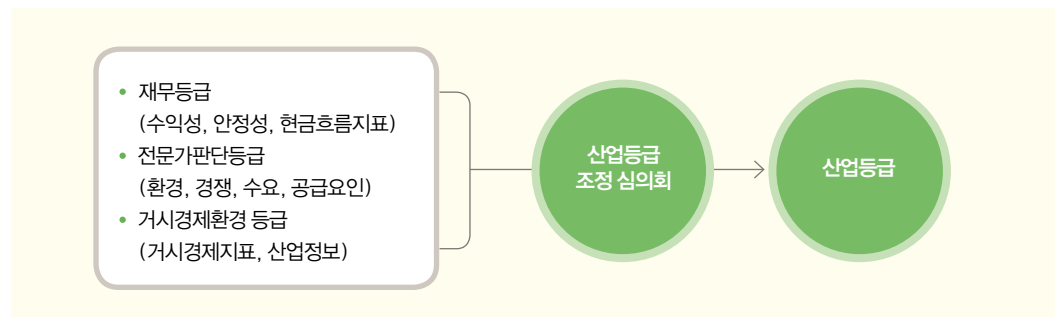 • 재무등급
(수익성, 안정성, 현금흐름지표)
• 전문가판단등급
(환경, 경쟁, 수요, 공급요인)
• 거시경제환경 등급
(거시경제지표, 산업정보)
산업등급
조정 심의회
산업등급